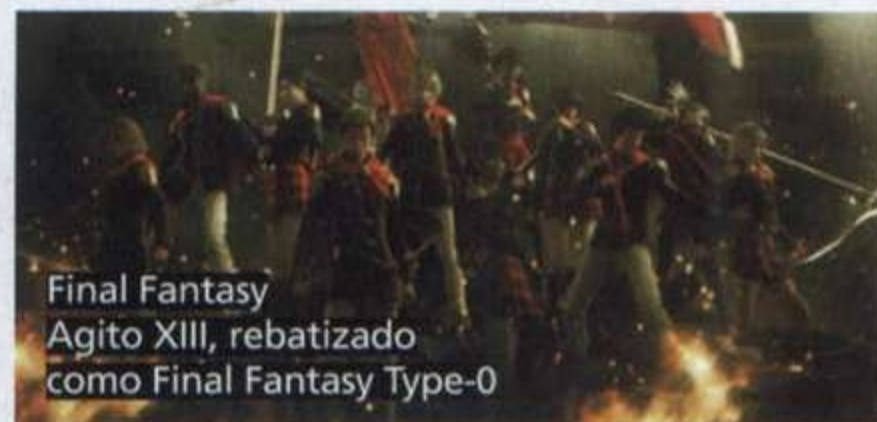 Final Fantasy
Agito XIII, rebatizado
como Final Fantasy Type-0